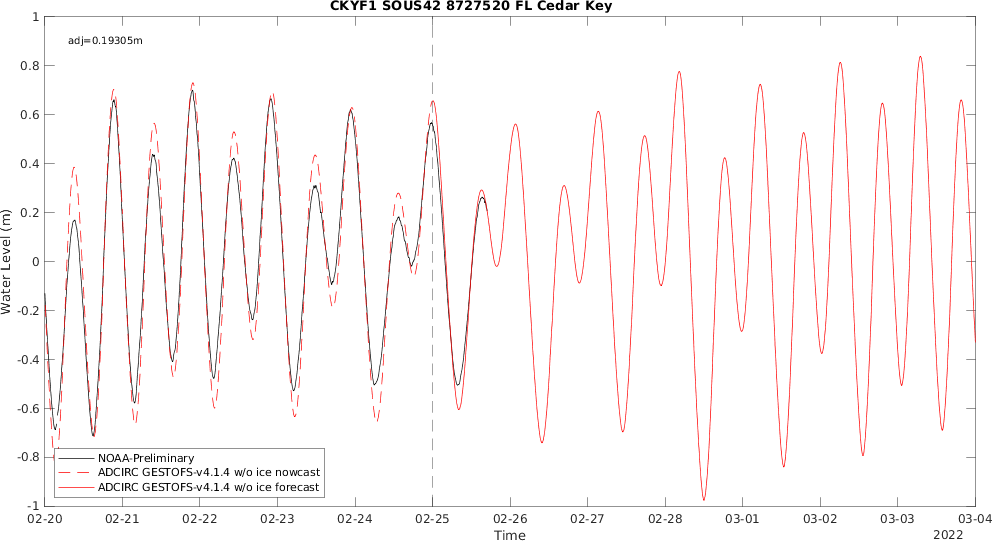 CKYF1 SOUS42 8727520 FL Cedar Key
adj=0.19305m
1
0.8
0.6
0.4
0.2
0
-0.2
-0.4
-0.6
-0.8
-1
Water Level (m)
NOAA-Preliminary
ADCIRC GESTOFS-v4.1.4 w/o ice nowcast
ADCIRC GESTOFS-v4.1.4 w/o ice forecast
02-20 02-21 02-22 02-23 02-24 02-25 02-26 02-27 02-28 03-01 03-02 03-03 03-04
Time
2022